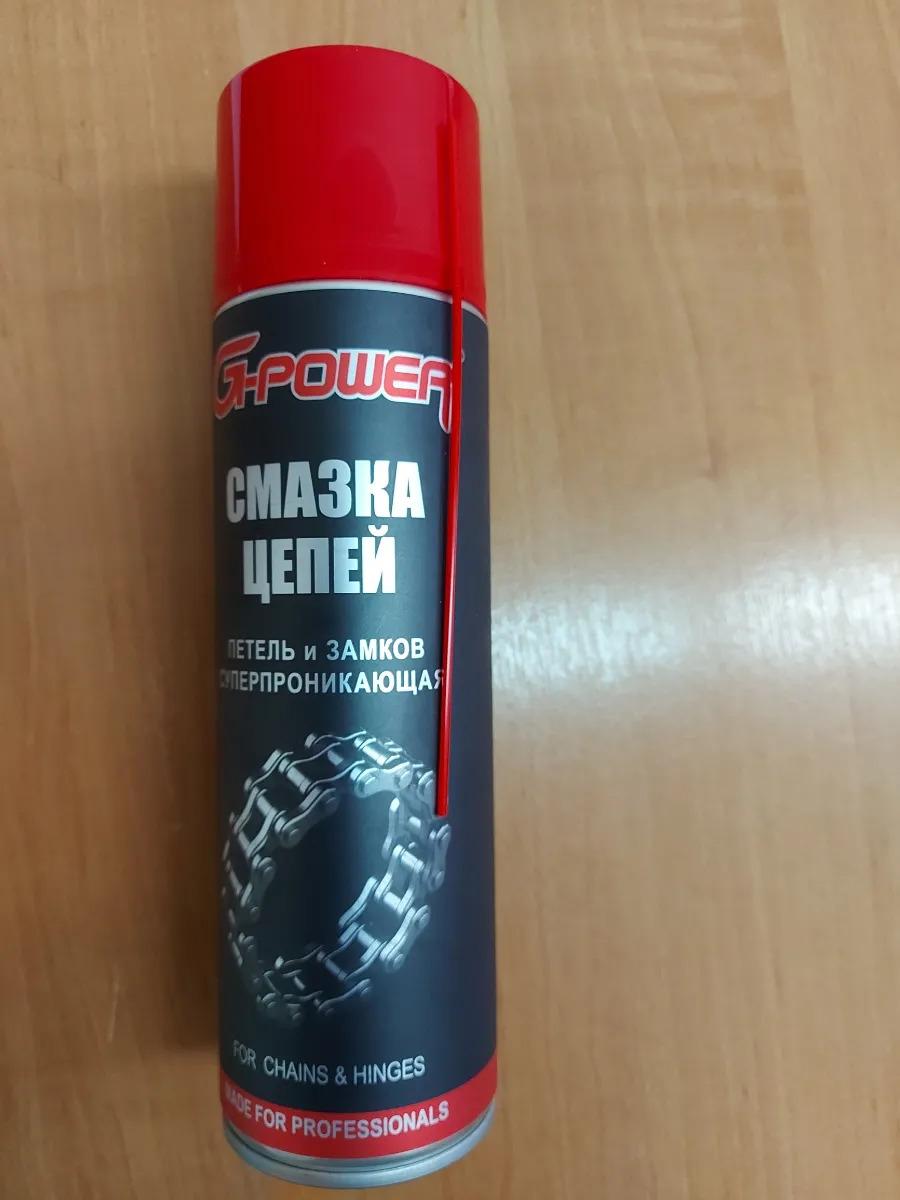 G-POWER
СМАЗКА
ЦЕПЕЙ
ПЕТЕЛЬ и ЗАМКОВ
СУПЕРПРОНИКАЮЩАЯ
FOR CHAINS & HINGES
MADE FOR PROFESSIONALS